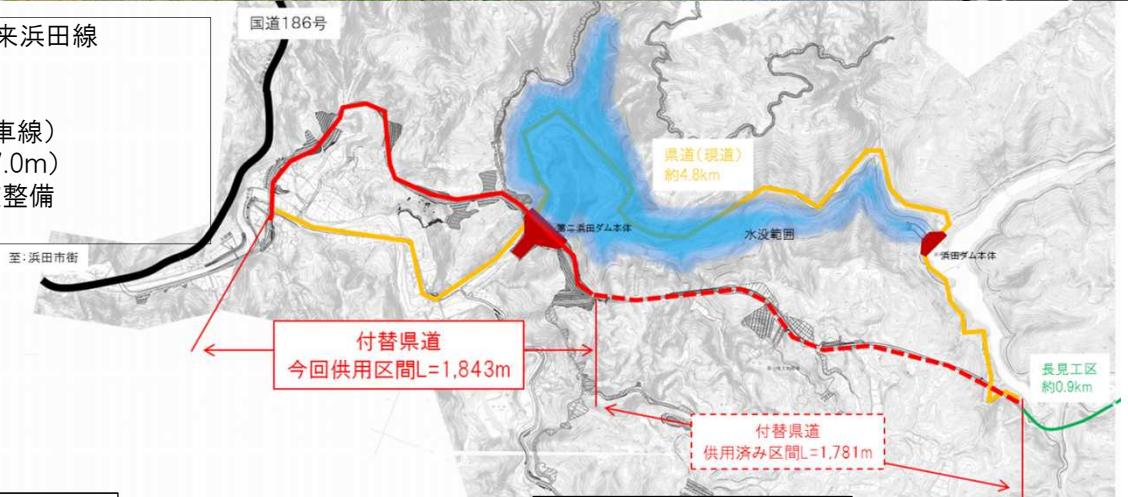 来浜田線
車線）
7.0m）
整備
国道186号
県道（現道）
約4.8km
第二浜田ダム本体
水没範囲
浜田ダム本体
至：浜田市街
付替県道
今回供用区間L=1,843m
長見工区
約0.9km
付替県道
供用済み区間L=1,781m